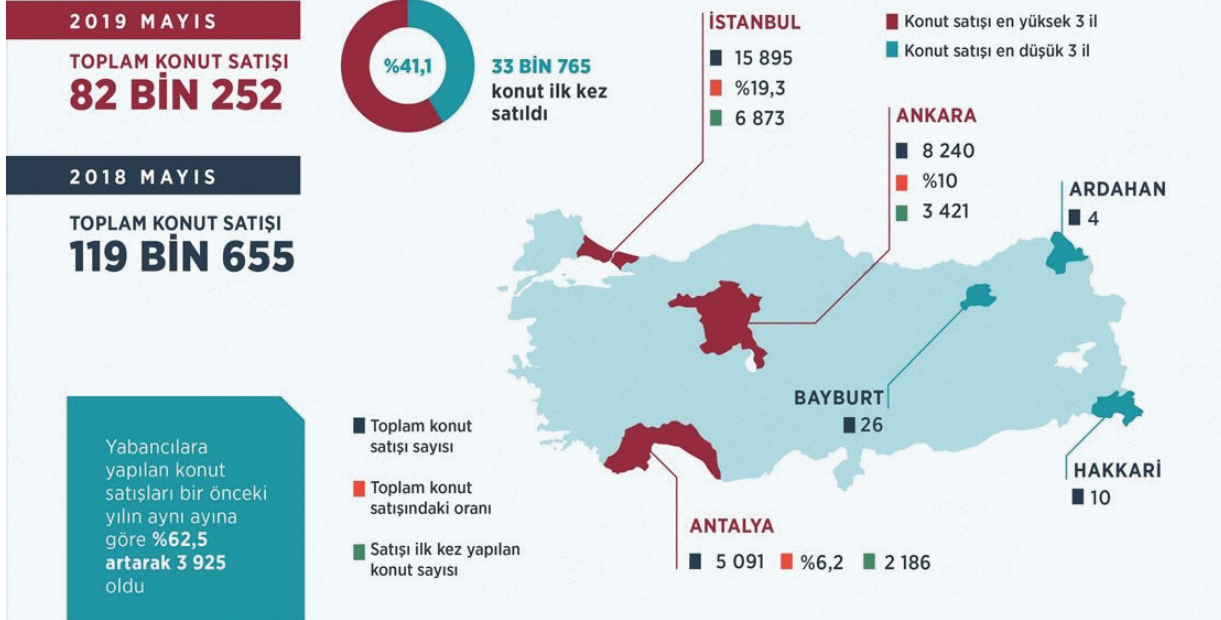 2019 MAYIS
TOPLAM KONUT SATIŞI
82 BİN 252
%41,1
33 BİN 765
konut ilk kez
satıldı
2018 MAYIS
TOPLAM KONUT SATIŞI
119 BİN 655
Yabancılara
yapılan konut
satışları bir önceki
yılın aynı ayına
göre %62,5
artarak 3 925
oldu
İSTANBUL
15 895
%19,3
6 873
Konut satışı en yüksek 3 il
Konut satışı en düşük 3 il
ANKARA
8 240
%10
3 421
ARDAHAN
4
BAYBURT
26
HAKKARİ
10
Toplam konut
satışı sayısı
Toplam konut
satışındaki oranı
Satışı ilk kez yapılan
konut sayısı
ANTALYA
5 091 %6,2 2 186